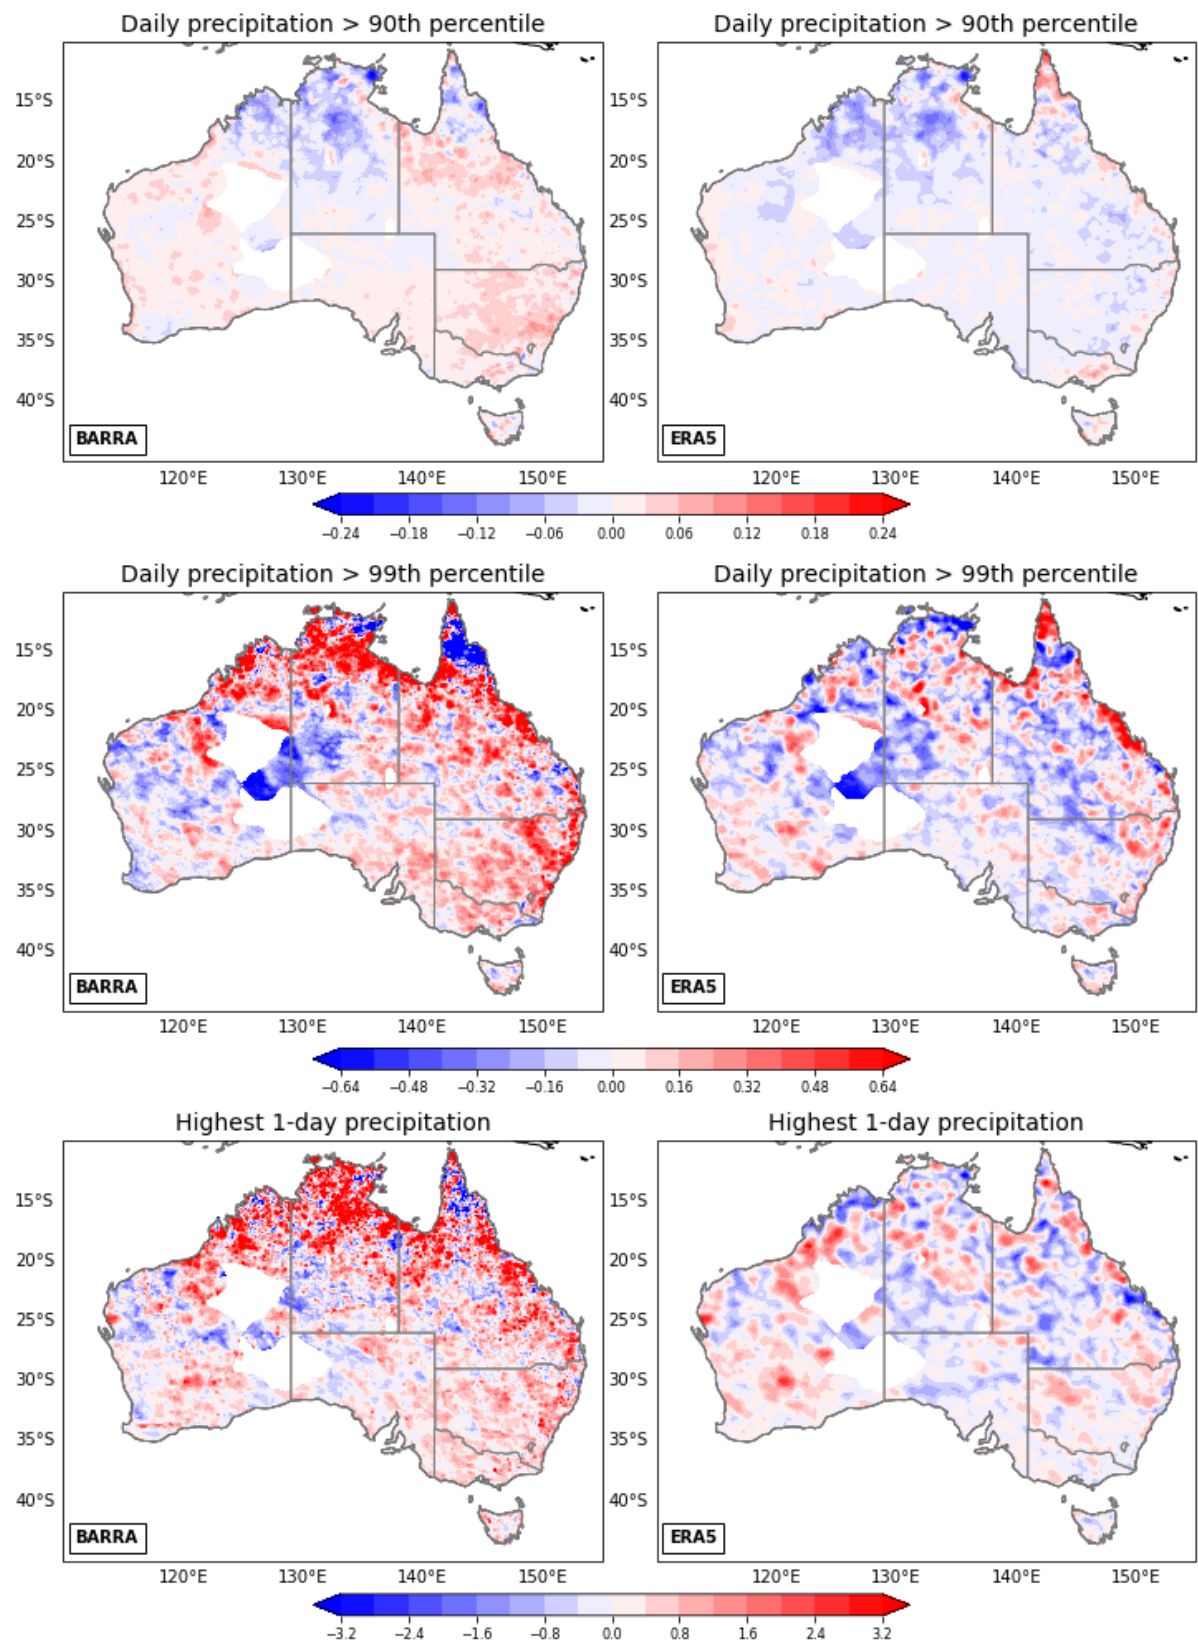 Daily precipitation > 90th percentile Daily precipitation > 90th percentile
15°S 15°S
20°S 20°S
25°S 25°S
30°S 30°S
35°S 35°S
40°S 40°S
BARRA ERA5
120°E 130°E 140°E 150°E 120°E 130°E 140°E 150°E
−0.24 −0.18 −0.12 −0.06 0.00 0.06 0.12 0.18 0.24
Daily precipitation > 99th percentile Daily precipitation > 99th percentile
15°S 15°S
20°S 20°S
25°S 25°S
30°S 30°S
35°S 35°S
40°S 40°S
BARRA ERA5
120°E 130°E 140°E 150°E 120°E 130°E 140°E 150°E
−0.64 −0.48 −0.32 −0.16 0.00 0.16 0.32 0.48 0.64
Highest 1-day precipitation Highest 1-day precipitation
15°S 15°S
20°S 20°S
25°S 25°S
30°S 30°S
35°S 35°S
40°S 40°S
BARRA ERA5
120°E 130°E 140°E 150°E 120°E 130°E 140°E 150°E
−3.2 −2.4 −1.6 −0.8 0.0 0.8 1.6 2.4 3.2